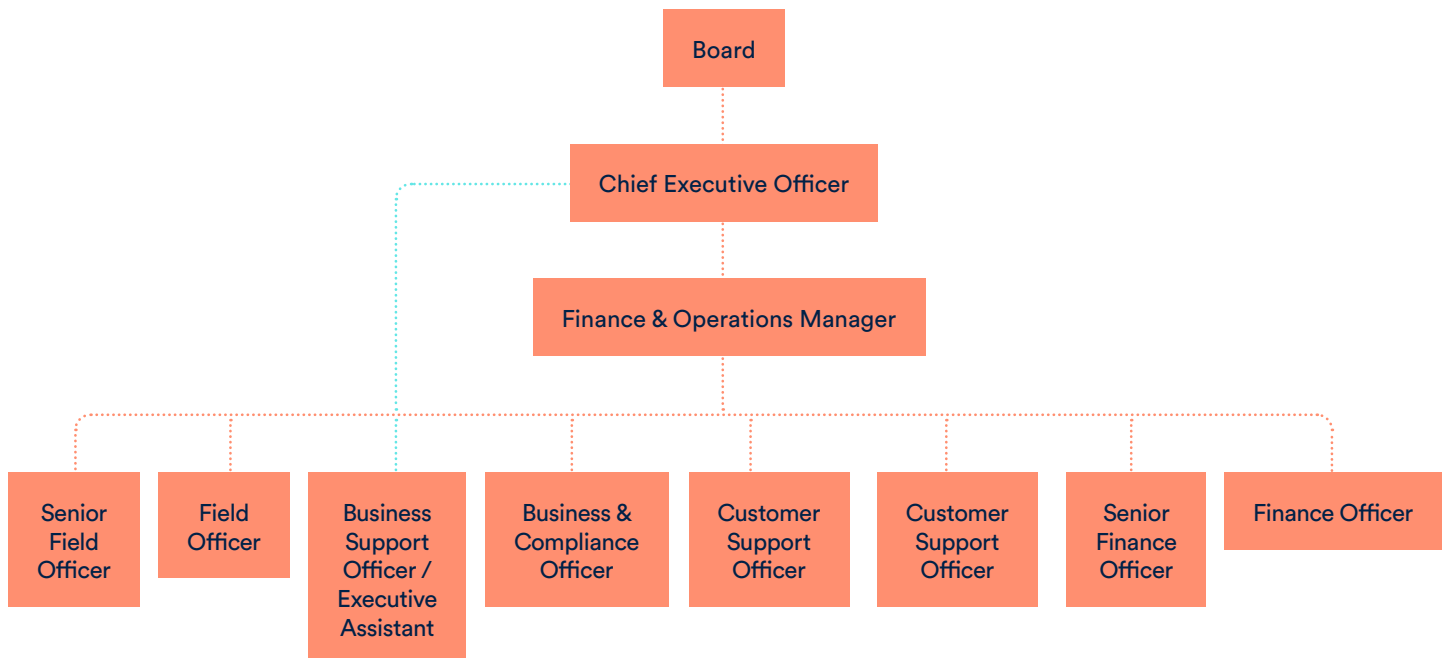 Board
Chief Executive Officer
Finance & Operations Manager
Senior
Field
Officer
Field
Officer
Business
Support
Officer /
Executive
Assistant
Business &
Compliance
Officer
Customer
Support
Officer
Customer
Support
Officer
Senior
Finance
Officer
Finance Officer